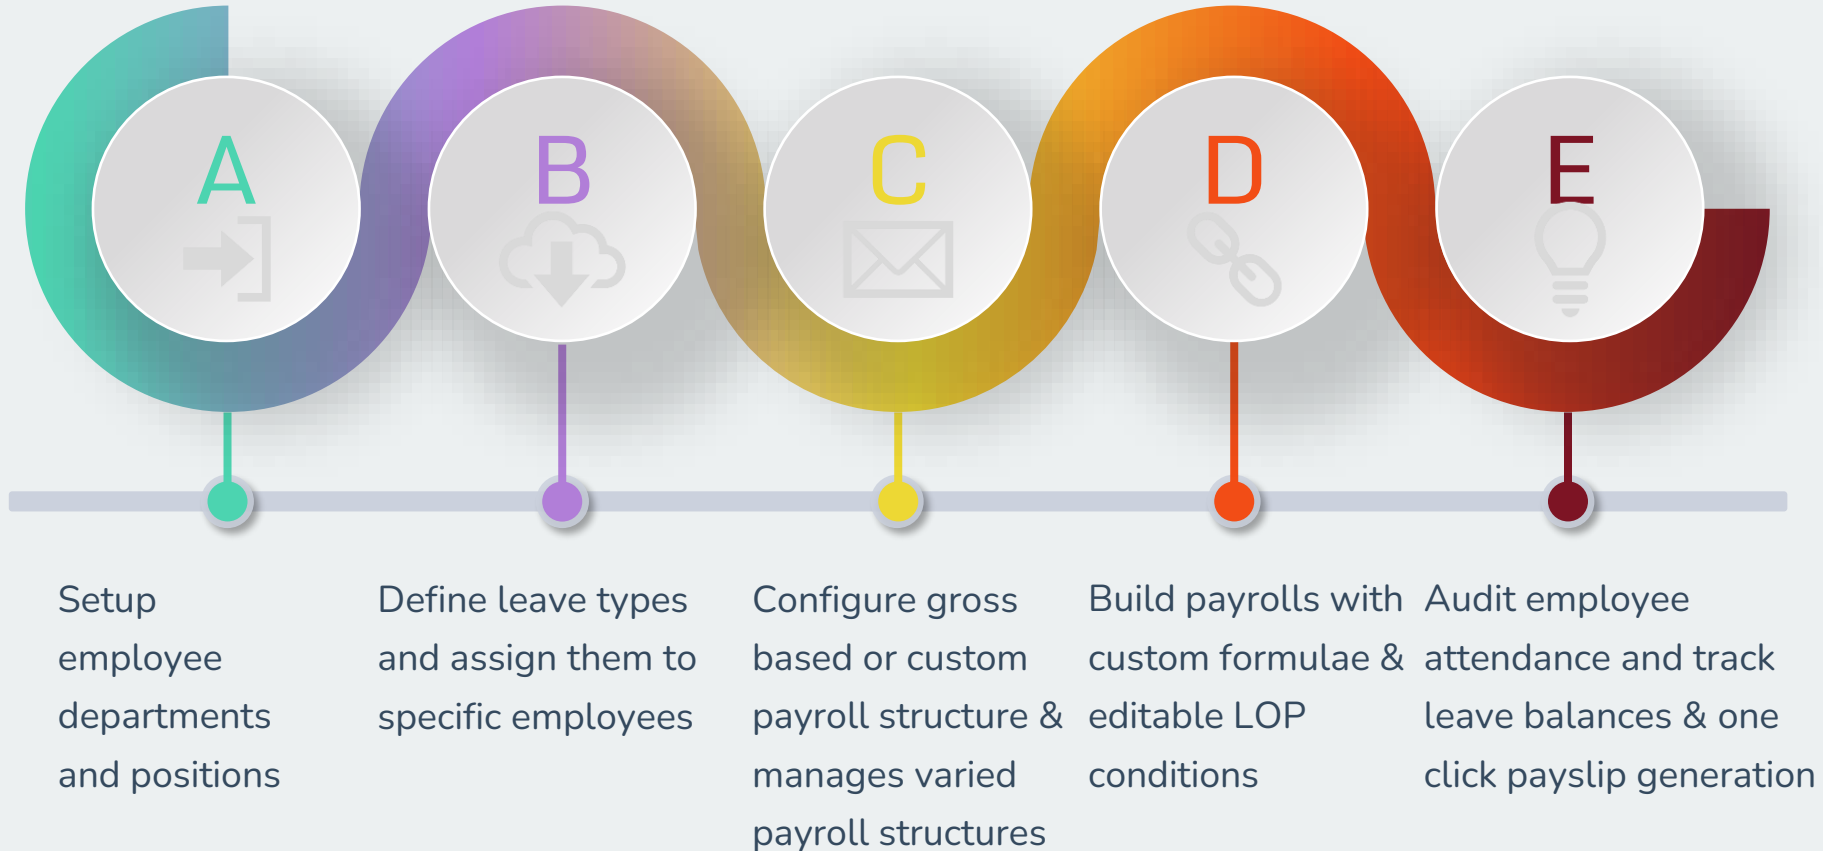 A
B
C
D
E
Setup
employee
departments
and positions
Define leave types
and assign them to
specific employees
Configure gross
based or custom
payroll structure &
manages varied
payroll structures
Build payrolls with
custom formulae &
editable LOP
conditions
Audit employee
attendance and track
leave balances & one
click payslip generation